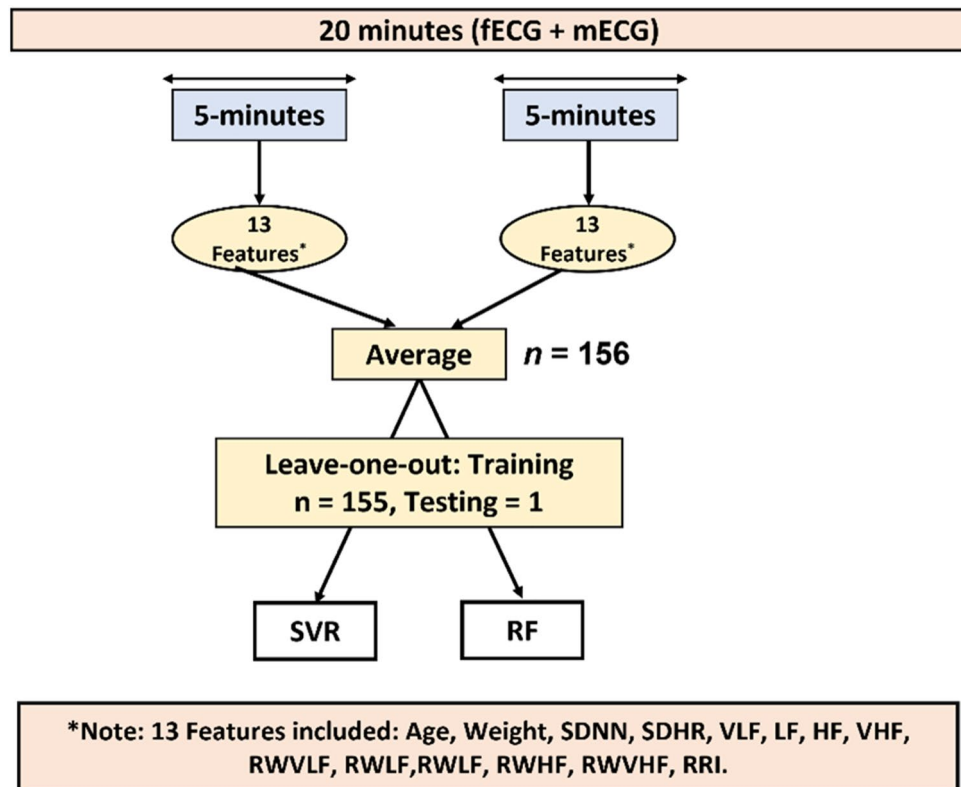 20 minutes (fECG + mECG)
5-minutes
5-minutes
13
Features*
13
Features*
Average
n = 156
Leave-one-out: Training
n = 155, Testing = 1
SVR
RF
*Note: 13 Features included: Age, Weight, SDNN, SDHR, VLF, LF, HF, VHF,
RWVLF, RWLF,RWLF, RWHF, RWVHF, RRI.